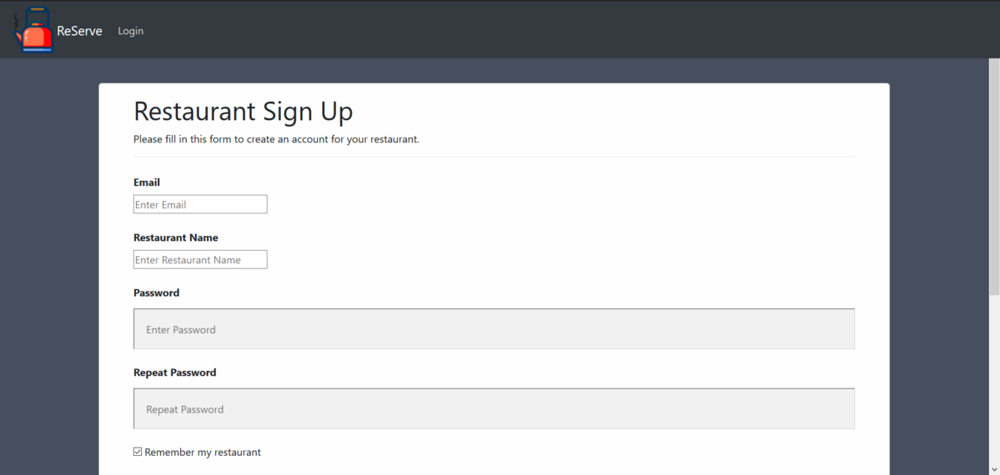 ReServe Login
Restaurant Sign Up
Please fill in this form to create an account for your restaurant.
Email
Enter Email
Restaurant Name
Enter Restaurant Name
Password
Enter Password
Repeat Password
Repeat Password
Remember my restaurant